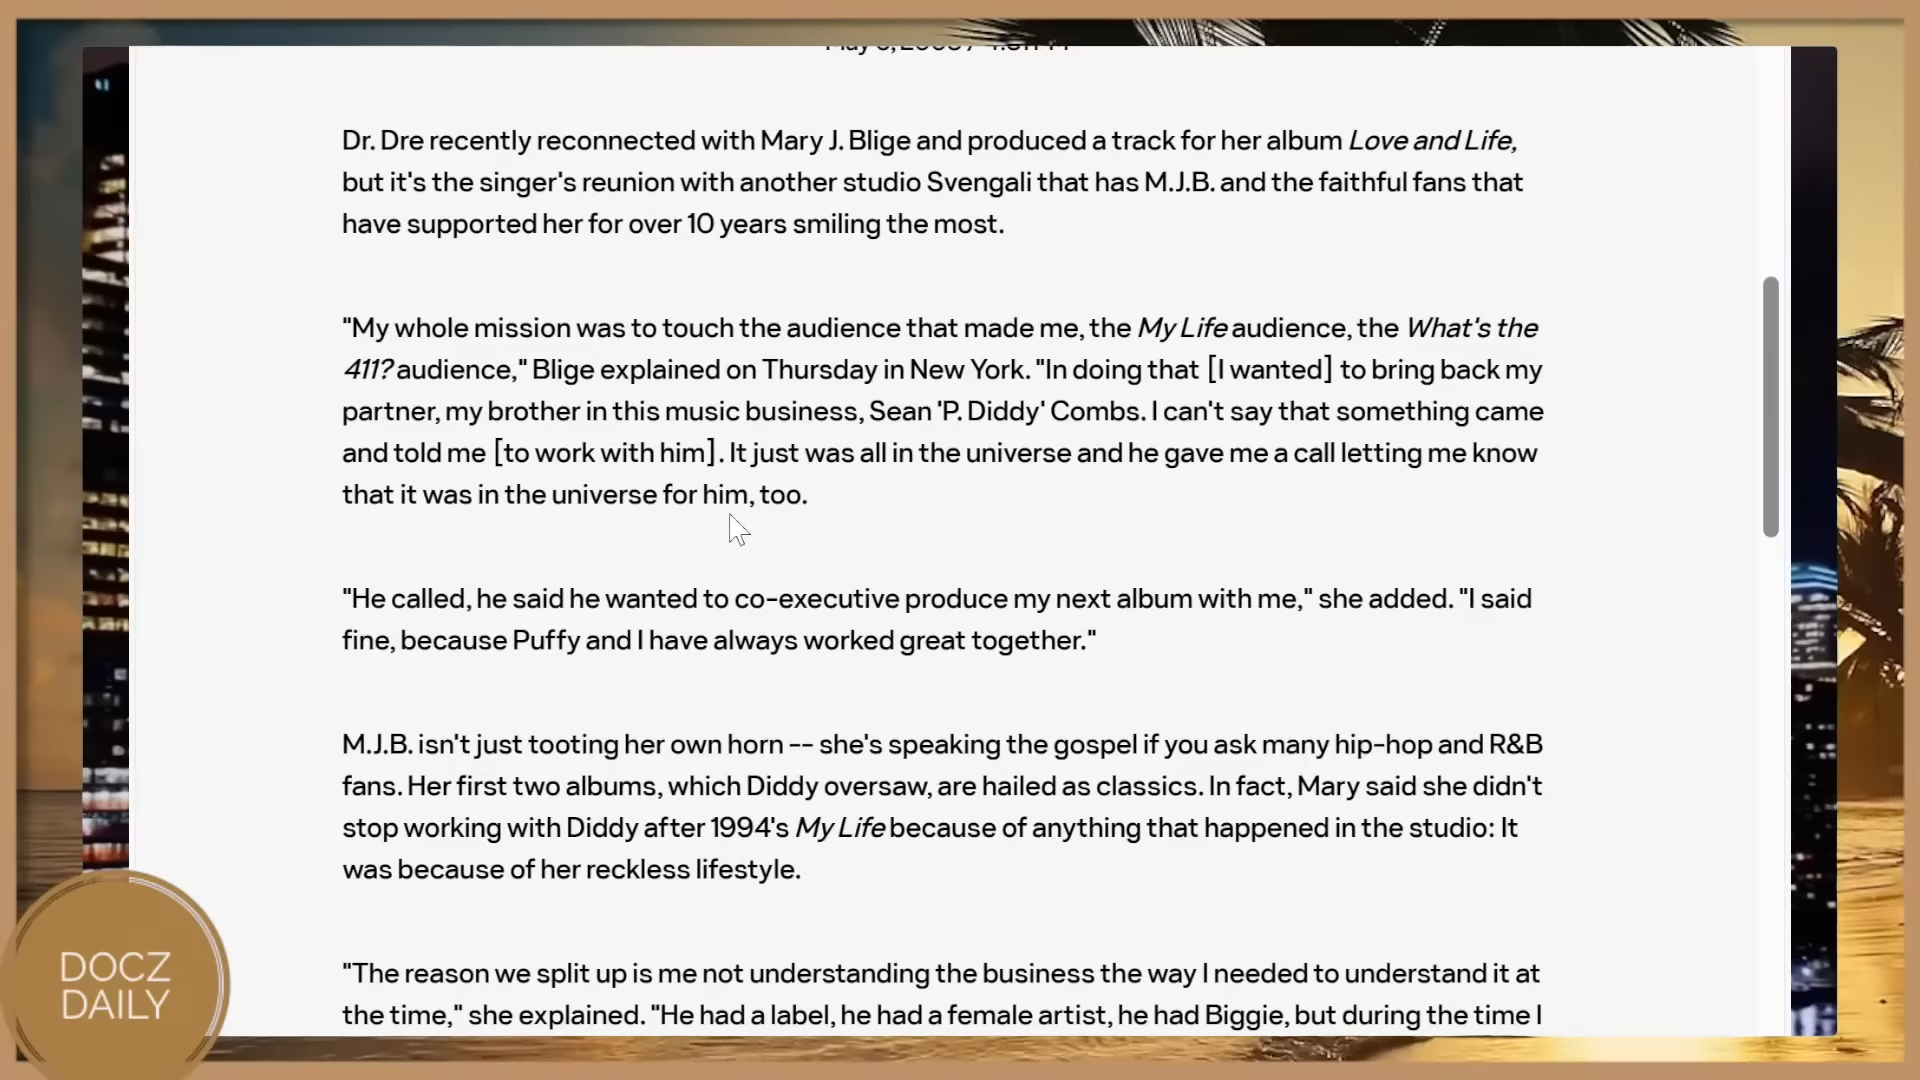 Dr. Dre recently reconnected with Mary J. Blige and produced a track for her album Love and Life,
but it's the singer's reunion with another studio Svengali that has M.J.B. and the faithful fans that
have supported her for over 10 years smiling the most.
"My whole mission was to touch the audience that made me, the My Life audience, the What's the
411? audience," Blige explained on Thursday in New York. "In doing that [I wanted] to bring back my
partner, my brother in this music business, Sean 'P. Diddy' Combs. I can't say that something came
and told me [to work with him]. It just was all in the universe and he gave me a call letting me know
that it was in the universe for him, too.
"He called, he said he wanted to co-executive produce my next album with me," she added. "I said
fine, because Puffy and I have always worked great together."
M.J.B. isn't just tooting her own horn -- she's speaking the gospel if you ask many hip-hop and R&B
fans. Her first two albums, which Diddy oversaw, are hailed as classics. In fact, Mary said she didn't
stop working with Diddy after 1994's My Life because of anything that happened in the studio: It
was because of her reckless lifestyle.
"The reason we split up is me not understanding the business the way I needed to understand it at
the time," she explained. "He had a label, he had a female artist, he had Biggie, but during the time I
DOCZ
DAILY